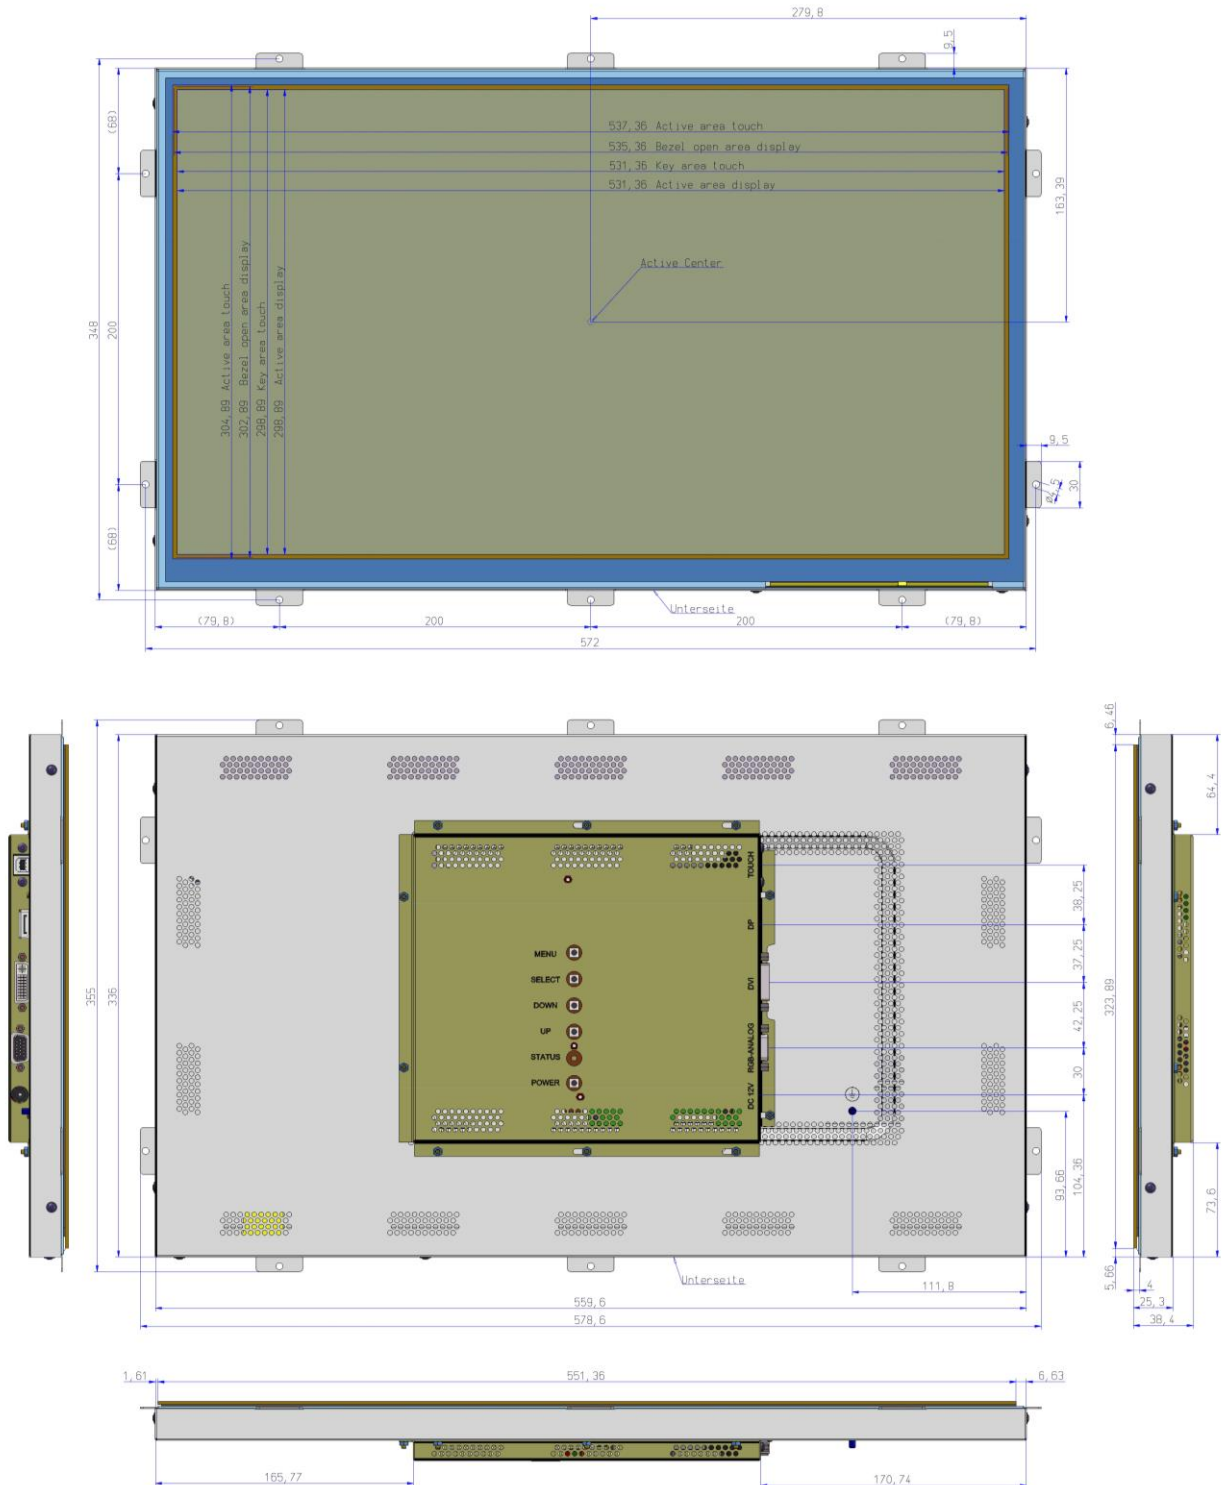 279,8
9,5
(68)
537,36 Active area touch
535,36 Bezel open area display
531,36 Key area touch
531,36 Active area display
163,39
Active Center
348
200
304,89 Active area touch
302,89 Bezel open area display
298,89 Key area touch
298,89 Active area display
9,5
Ø4,5
30
(68)
Unterseite
(79,8)
200
200
(79,8)
572
6,46
64,4
TOUCH
38,25
DP
37,25
MENU
SELECT
DVI
DOWN
42,25
355
336
323,89
UP
RGB-ANALOG
STATUS
30
POWER
DC 12V
93,66
104,36
73,6
Unterseite
111,8
5,66
4
559,6
25,3
578,6
38,4
1,61
551,36
6,63
165,77
170,74